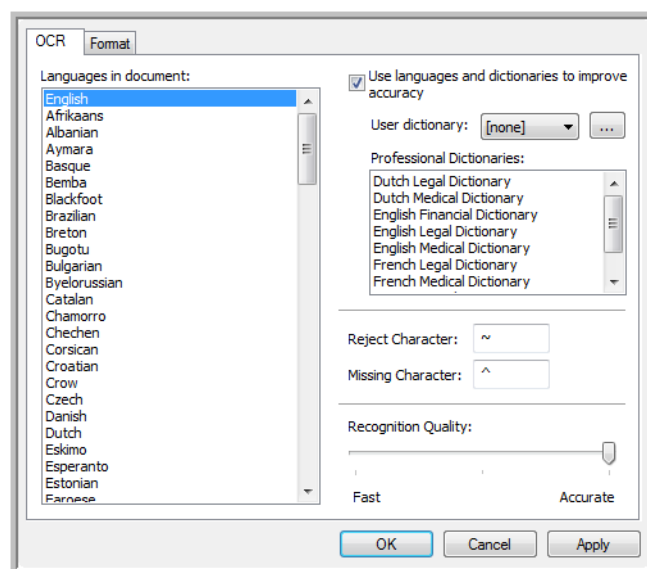 OCR
Format
Languages in document:
English
Afrikaans
Albanian
Aymara
Basque
Bemba
Blackfoot
Brazilian
Breton
Bugotu
Bulgarian
Byelorussian
Catalan
Chamorro
Chechen
Corsican
Croatian
Crow
Czech
Danish
Dutch
Eskimo
Esperanto
Estonian
Faroese
Use languages and dictionaries to improve
accuracy
User dictionary: [none] ...
Professional Dictionaries:
Dutch Legal Dictionary
Dutch Medical Dictionary
English Financial Dictionary
English Legal Dictionary
English Medical Dictionary
French Legal Dictionary
French Medical Dictionary
Reject Character: ~
Missing Character: ^
Recognition Quality:
Fast Accurate
OK Cancel Apply